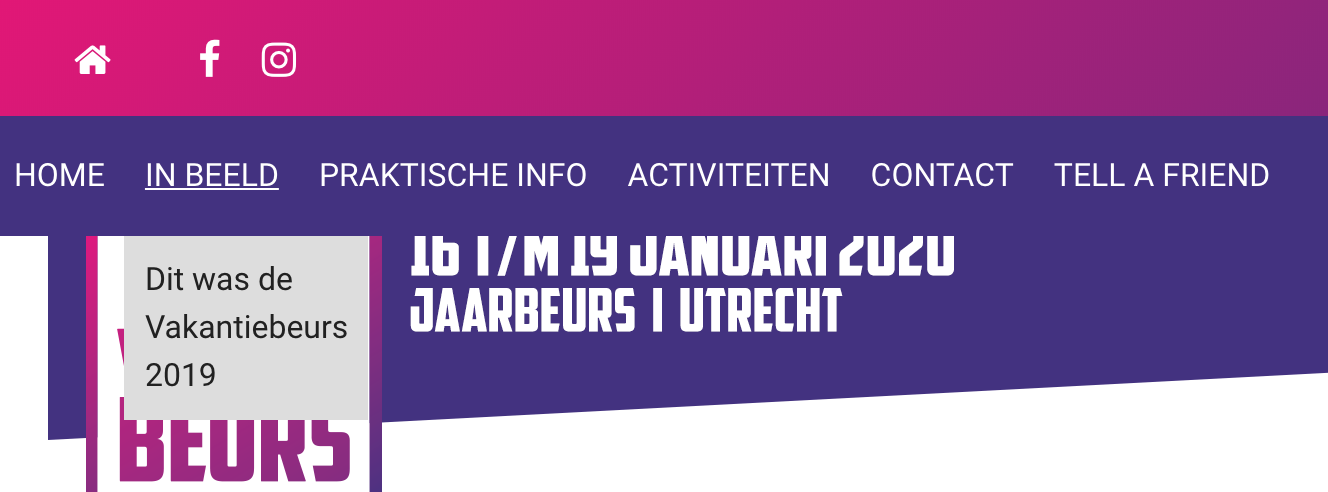 HOME IN BEELD PRAKTISCHE INFO ACTIVITEITEN CONTACT TELL A FRIEND
16 T/M 19 JANUARI 2020
Dit was de
JAARBEURS | UTRECHT
Vakantiebeurs
2019
BEURS